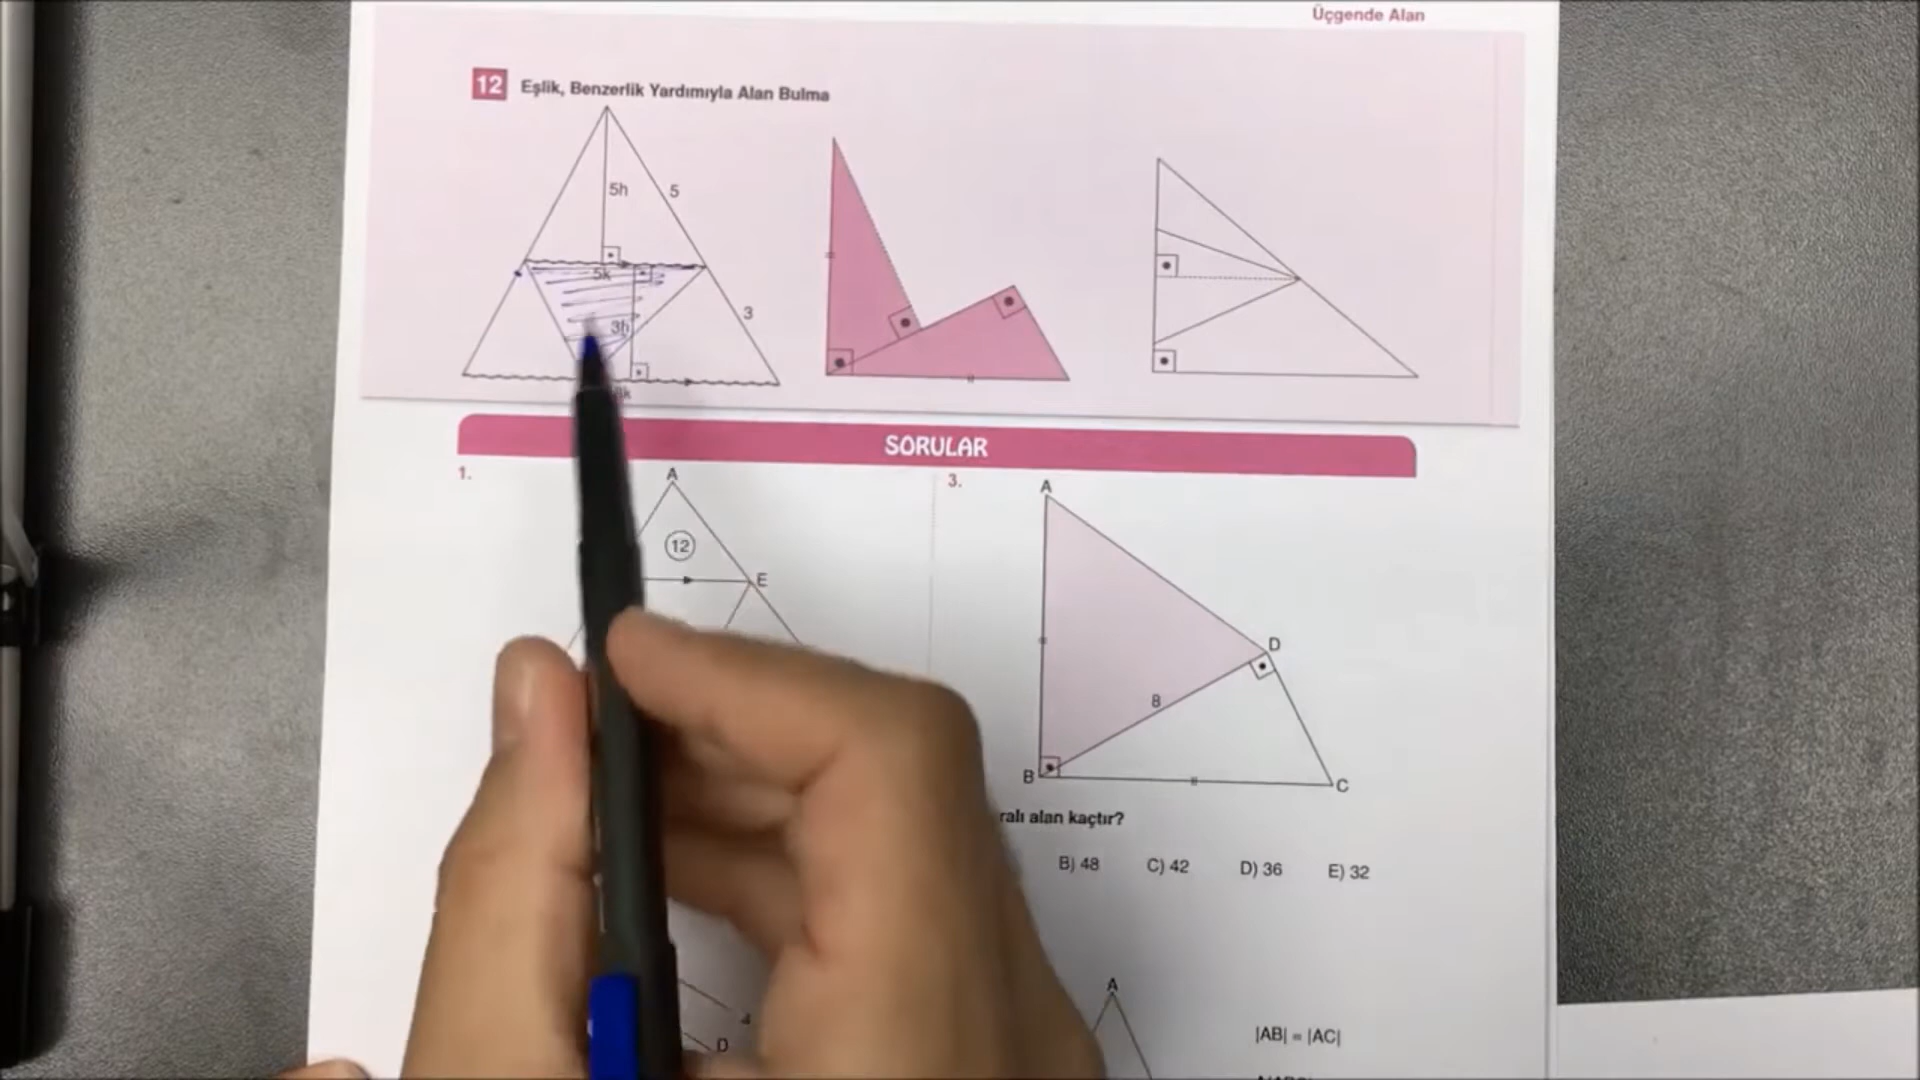 Üçgende Alan
12 Eşlik, Benzerlik Yardımıyla Alan Bulma
5h
5
5k
3h
3
SORULAR
1.
A
12
E
3.
A
D
8
B
C
alan kaçtır?
B) 48 C) 42 D) 36 E) 32
A
|AB| = |AC|
4
D